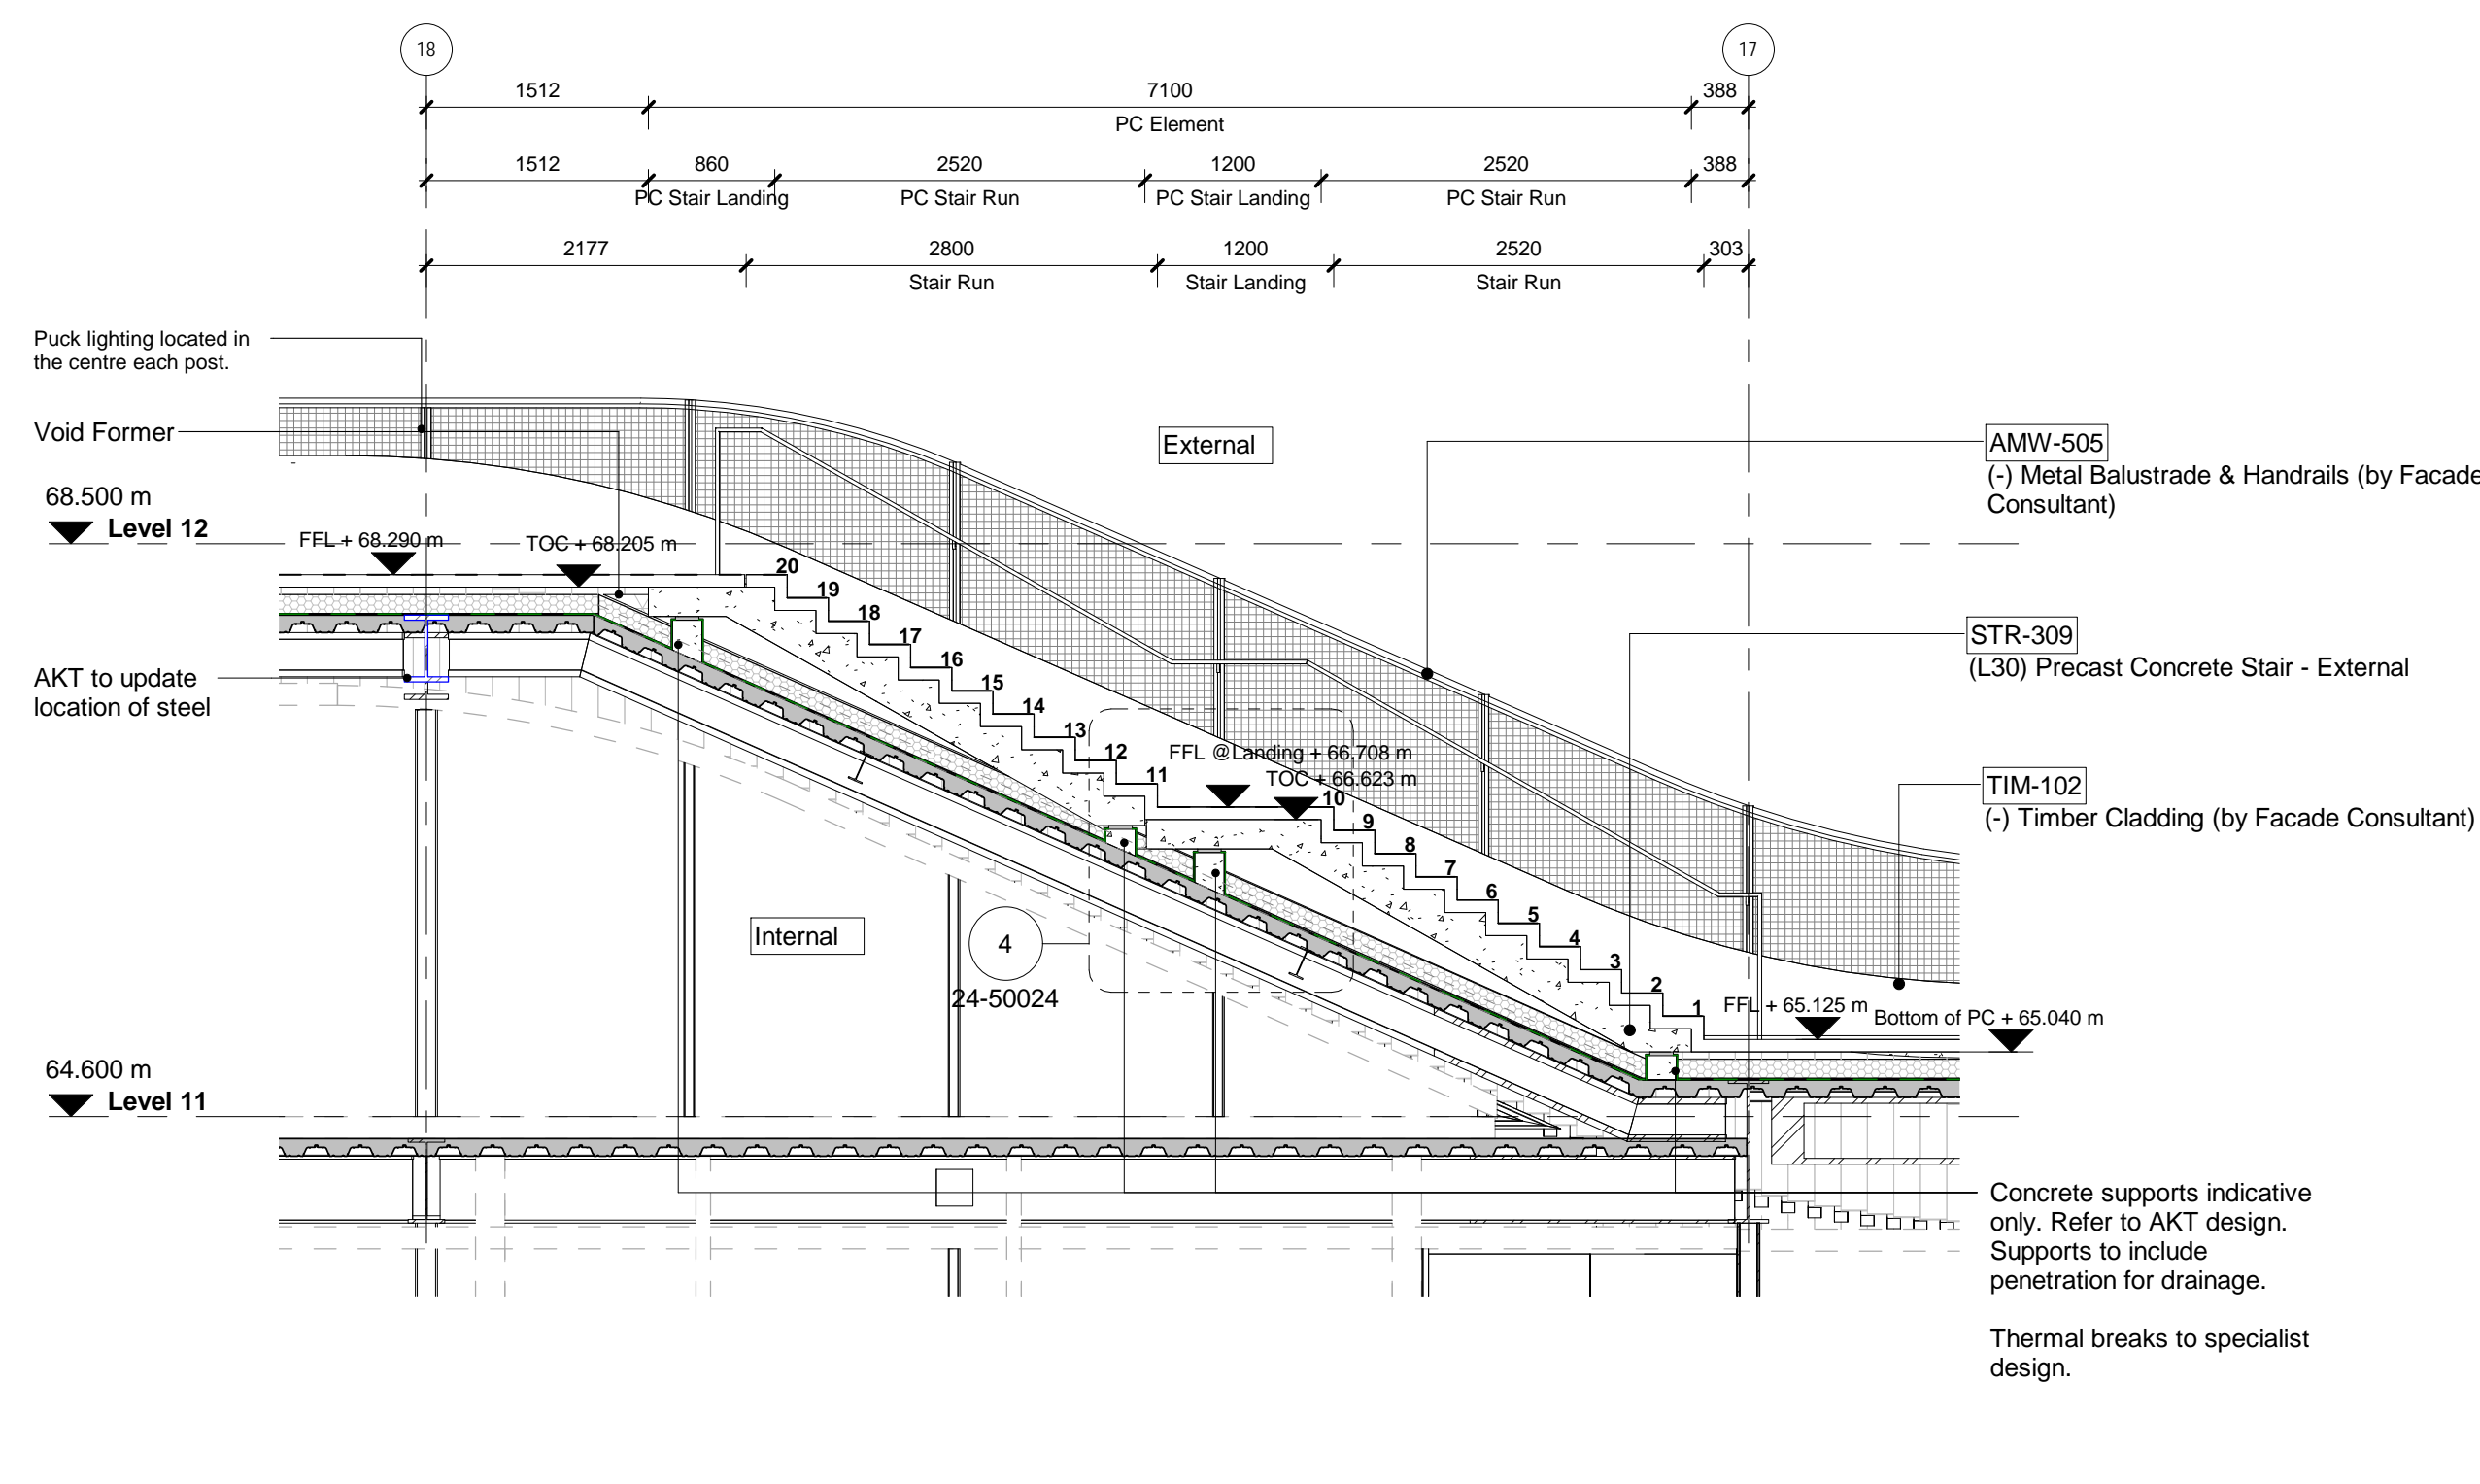 18
17
1512
7100
388
PC Element
1512
860
2520
1200
2520
388
PC Stair Landing
PC Stair Run
PC Stair Landing
PC Stair Run
2177
2800
1200
2520
303
Stair Run
Stair Landing
Stair Run
Puck lighting located in
the centre each post.
Void Former
External
AMW-505
(-) Metal Balustrade & Handrails (by Facade
Consultant)
68.500 m
Level 12
FFL + 68.290 m
TOC + 68.205 m
20
19
18
17
16
15
14
13
12
11
10
9
8
7
6
5
4
3
2
1
STR-309
(L30) Precast Concrete Stair - External
AKT to update
location of steel
FFL @Landing + 66.708 m
TOC + 66.623 m
TIM-102
(-) Timber Cladding (by Facade Consultant)
Internal
4
24-50024
FFL + 65.125 m
Bottom of PC + 65.040 m
64.600 m
Level 11
Concrete supports indicative
only. Refer to AKT design.
Supports to include
penetration for drainage.
Thermal breaks to specialist
design.